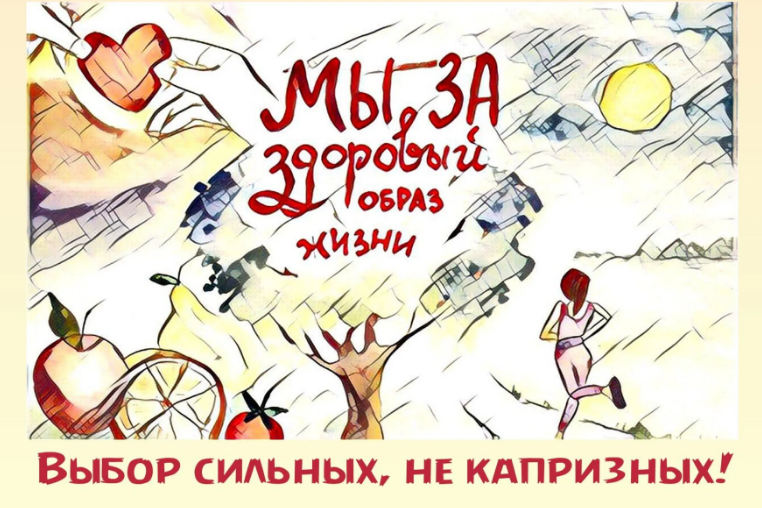 МЫ ЗА
здоровый
ОБРАЗ
жизни
Выбор сильных, не капризных!